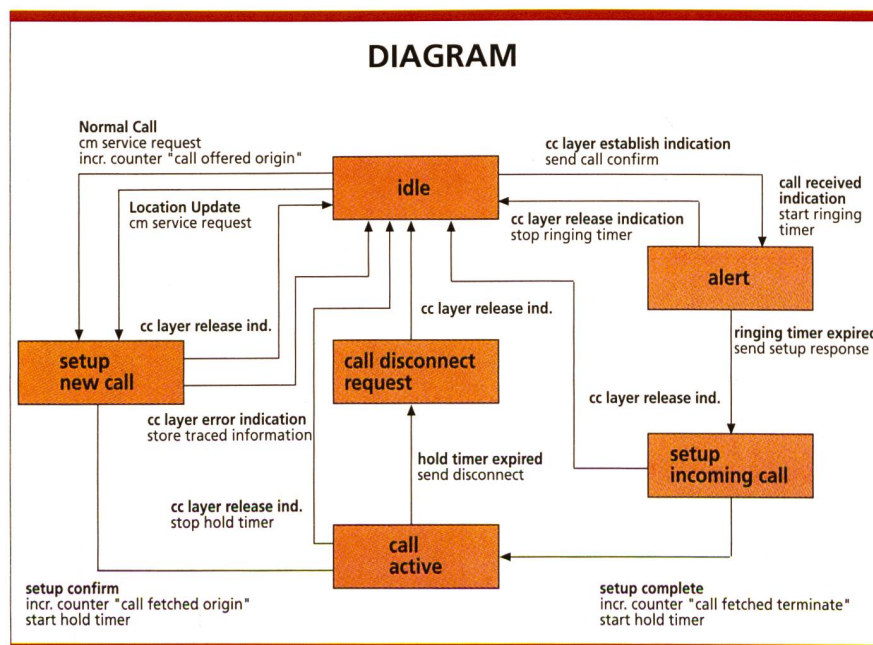 DIAGRAM
Normal Call
cm service request
incr. counter "call offered origin"
cc layer establish indication
send call confirm
idle
Location Update
cm service request
cc layer release indication
stop ringing timer
call received
indication
start ringing
timer
alert
cc layer release ind.
cc layer release ind.
ringing timer expired
send setup response
setup
new call
call disconnect
request
cc layer release ind.
cc layer error indication
store traced information
hold timer expired
send disconnect
setup
incoming call
cc layer release ind.
stop hold timer
call
active
setup confirm
incr. counter "call fetched origin"
start hold timer
setup complete
incr. counter "call fetched terminate"
start hold timer